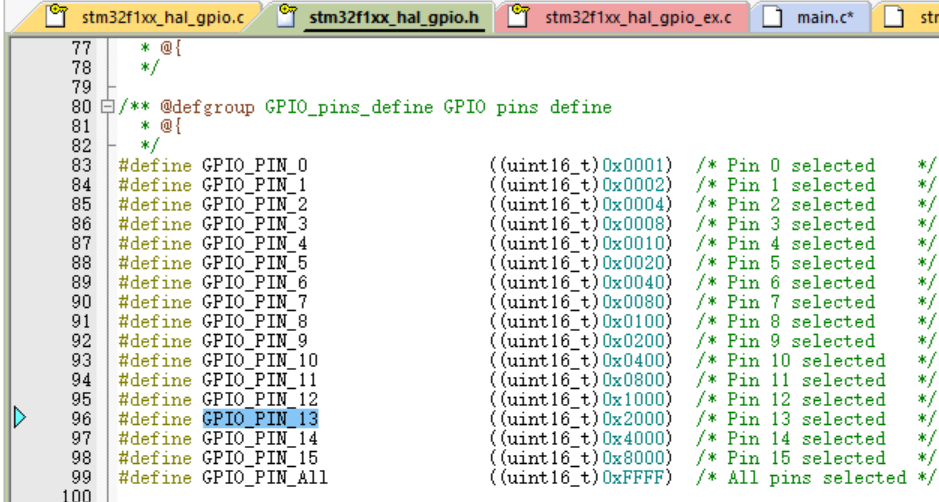 stm32f1xx_hal_gpio.c stm32f1xx_hal_gpio.h stm32f1xx_hal_gpio_ex.c main.c* str
77 * @{
78 */
79
80 /** @defgroup GPIO_pins_define GPIO pins define
81 * @{
82 */
83 #define GPIO_PIN_0 ((uint16_t)0x0001) /* Pin 0 selected */
84 #define GPIO_PIN_1 ((uint16_t)0x0002) /* Pin 1 selected */
85 #define GPIO_PIN_2 ((uint16_t)0x0004) /* Pin 2 selected */
86 #define GPIO_PIN_3 ((uint16_t)0x0008) /* Pin 3 selected */
87 #define GPIO_PIN_4 ((uint16_t)0x0010) /* Pin 4 selected */
88 #define GPIO_PIN_5 ((uint16_t)0x0020) /* Pin 5 selected */
89 #define GPIO_PIN_6 ((uint16_t)0x0040) /* Pin 6 selected */
90 #define GPIO_PIN_7 ((uint16_t)0x0080) /* Pin 7 selected */
91 #define GPIO_PIN_8 ((uint16_t)0x0100) /* Pin 8 selected */
92 #define GPIO_PIN_9 ((uint16_t)0x0200) /* Pin 9 selected */
93 #define GPIO_PIN_10 ((uint16_t)0x0400) /* Pin 10 selected */
94 #define GPIO_PIN_11 ((uint16_t)0x0800) /* Pin 11 selected */
95 #define GPIO_PIN_12 ((uint16_t)0x1000) /* Pin 12 selected */
96 #define GPIO_PIN_13 ((uint16_t)0x2000) /* Pin 13 selected */
97 #define GPIO_PIN_14 ((uint16_t)0x4000) /* Pin 14 selected */
98 #define GPIO_PIN_15 ((uint16_t)0x8000) /* Pin 15 selected */
99 #define GPIO_PIN_All ((uint16_t)0xFFFF) /* All pins selected */
100